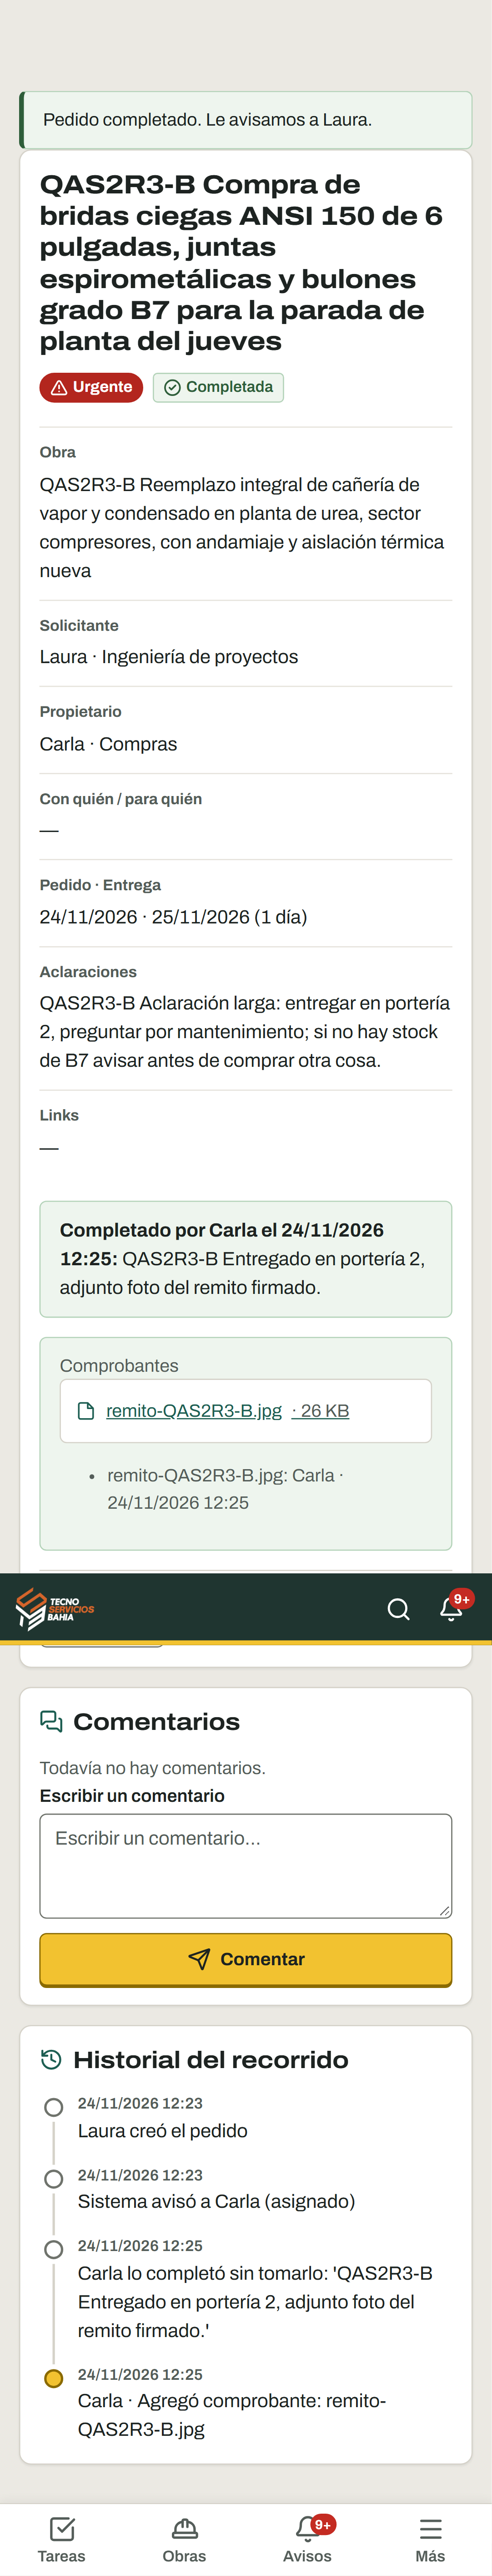 Pedido completado. Le avisamos a Laura.
QAS2R3-B Compra de
bridas ciegas ANSI 150 de 6
pulgadas, juntas
espirometálicas y bulones
grado B7 para la parada de
planta del jueves
Urgente
Completada
Obra
QAS2R3-B Reemplazo integral de cañería de
vapor y condensado en planta de urea, sector
compresores, con andamiaje y aislación térmica
nueva
Solicitante
Laura · Ingeniería de proyectos
Propietario
Carla · Compras
Con quién / para quién
—
Pedido · Entrega
24/11/2026 · 25/11/2026 (1 día)
Aclaraciones
QAS2R3-B Aclaración larga: entregar en portería
2, preguntar por mantenimiento; si no hay stock
de B7 avisar antes de comprar otra cosa.
Links
—
Completado por Carla el 24/11/2026
12:25: QAS2R3-B Entregado en portería 2,
adjunto foto del remito firmado.
Comprobantes
remito-QAS2R3-B.jpg · 26 KB
• remito-QAS2R3-B.jpg: Carla ·
24/11/2026 12:25
TECNO
SERVICIOS
BAHIA
9+
Comentarios
Todavía no hay comentarios.
Escribir un comentario
Escribir un comentario...
Comentar
Historial del recorrido
24/11/2026 12:23
Laura creó el pedido
24/11/2026 12:23
Sistema avisó a Carla (asignado)
24/11/2026 12:25
Carla lo completó sin tomarlo: 'QAS2R3-B
Entregado en portería 2, adjunto foto del
remito firmado.'
24/11/2026 12:25
Carla · Agregó comprobante: remito-
QAS2R3-B.jpg
9+
Tareas
Obras
Avisos
Más